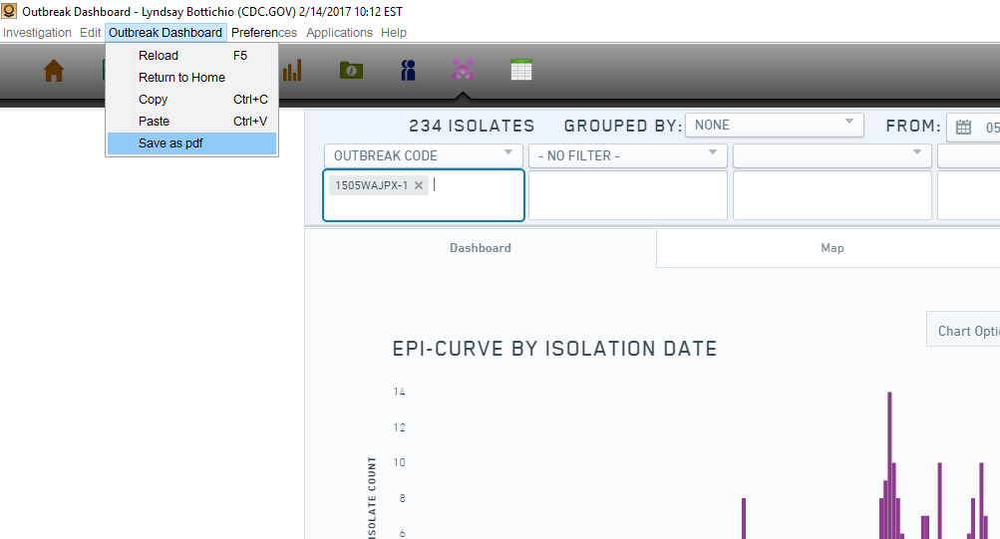 Outbreak Dashboard - Lyndsay Bottichio (CDC.GOV) 2/14/2017 10:12 EST
Investigation Edit Outbreak Dashboard Preferences Applications Help
Reload F5
Return to Home
Copy Ctrl+C
Paste Ctrl+V
Save as pdf
234 ISOLATES GROUPED BY: NONE FROM: 05
OUTBREAK CODE - NO FILTER -
1505WAJPX-1
Dashboard Map
Chart Opti
EPI-CURVE BY ISOLATION DATE
14
12
10
8
6
ISOLATE COUNT